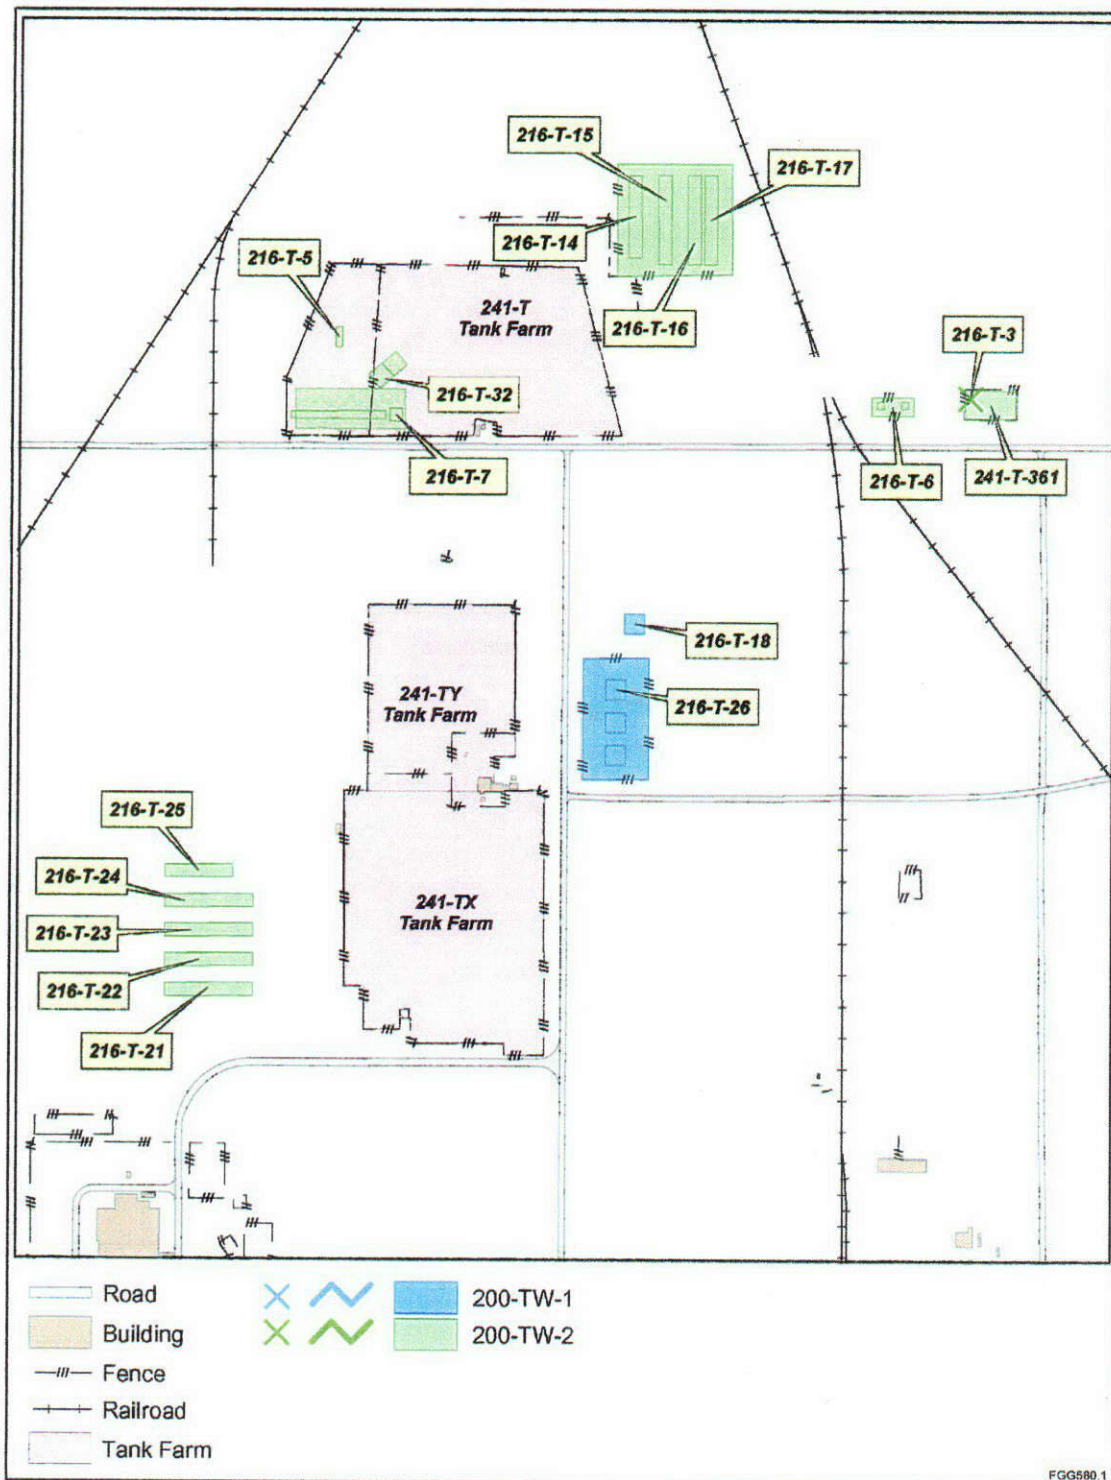 216-T-15
216-T-17
216-T-14
216-T-5
241-T
Tank Farm
216-T-16
216-T-3
216-T-32
216-T-7
216-T-6
241-T-361
216-T-18
241-TY
Tank Farm
216-T-26
216-T-25
216-T-24
241-TX
Tank Farm
216-T-23
216-T-22
216-T-21
Road
200-TW-1
Building
200-TW-2
Fence
Railroad
Tank Farm
FGG580.1